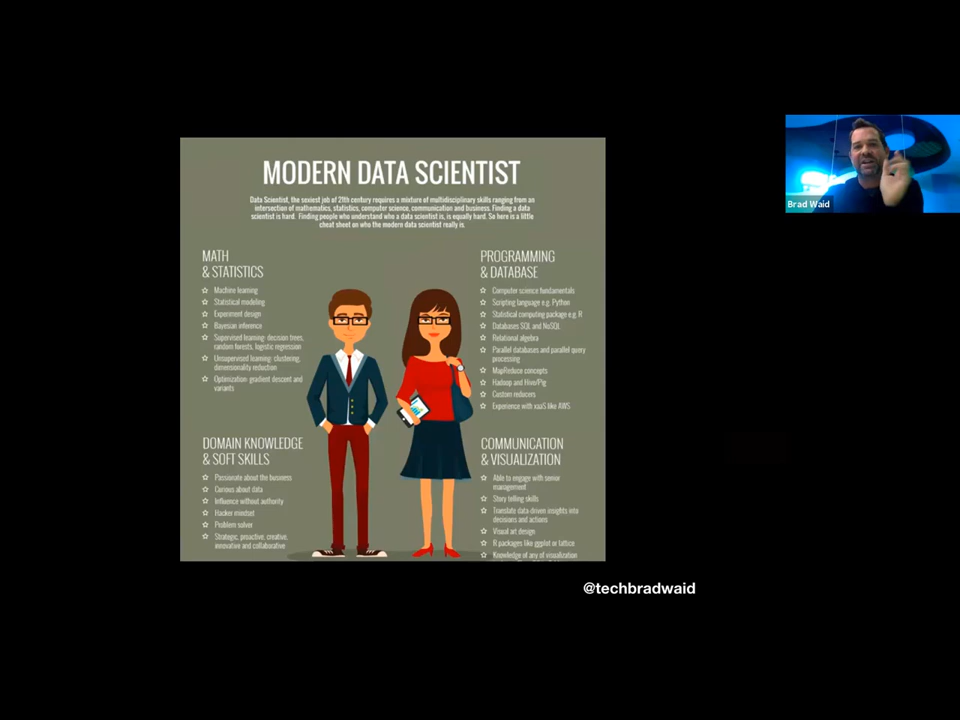 MODERN DATA SCIENTIST
Data Scientist, the sexiest job of 21th century requires a mixture of multidisciplinary skills ranging from an
intersection of mathematics, statistics, computer science, communication and business. Finding a data
scientist is hard. Finding people who understand who a data scientist is, is equally hard. So here is a little
cheat sheet on who the modern data scientist really is.
MATH
& STATISTICS
Machine learning
Statistical modeling
Experiment design
Bayesian inference
Supervised learning: decision trees,
random forests, logistic regression
Unsupervised learning: clustering,
dimensionality reduction
Optimization: gradient descent and
variants
PROGRAMMING
& DATABASE
Computer science fundamentals
Scripting language e.g. Python
Statistical computing package e.g. R
Databases SQL and NoSQL
Relational algebra
Parallel databases and parallel query
processing
MapReduce concepts
Hadoop and Hive/Pig
Custom reducers
Experience with xaaS like AWS
DOMAIN KNOWLEDGE
& SOFT SKILLS
Passionate about the business
Curious about data
Influence without authority
Hacker mindset
Problem solver
Strategic, proactive, creative,
innovative and collaborative
COMMUNICATION
& VISUALIZATION
Able to engage with senior
management
Story telling skills
Translate data-driven insights into
decisions and actions
Visual art design
R packages like ggplot or lattice
Knowledge of any of visualization
Brad Waid
@techbradwaid